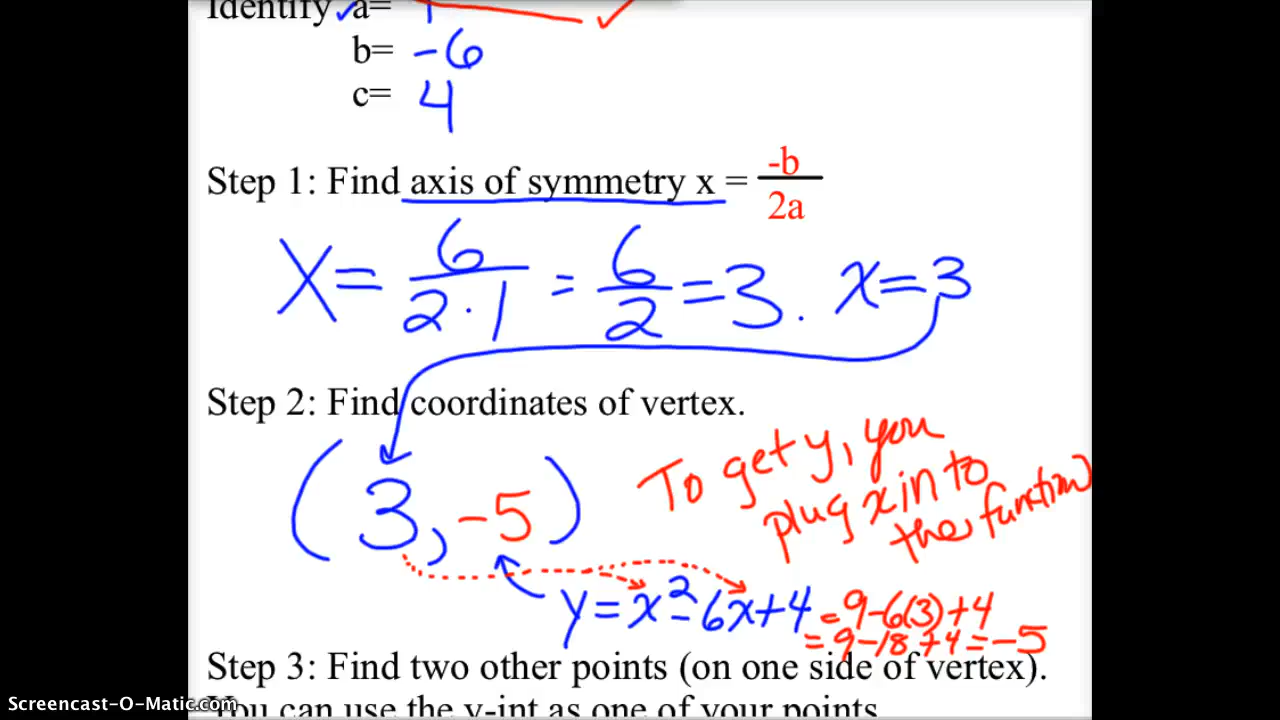 Identify ✓ a= 1 ✓
b= -6
c= 4
Step 1: Find axis of symmetry x = -b / 2a
X = 6 / 2·1 = 6 / 2 = 3. x=3
Step 2: Find coordinates of vertex.
(3, -5)
To get y, you
plug x in to
the function
y = x² - 6x + 4 = 9 - 6(3) + 4
= 9 - 18 + 4 = -5
Step 3: Find two other points (on one side of vertex).
You can use the y-int as one of your points
Screencast-O-Matic.com